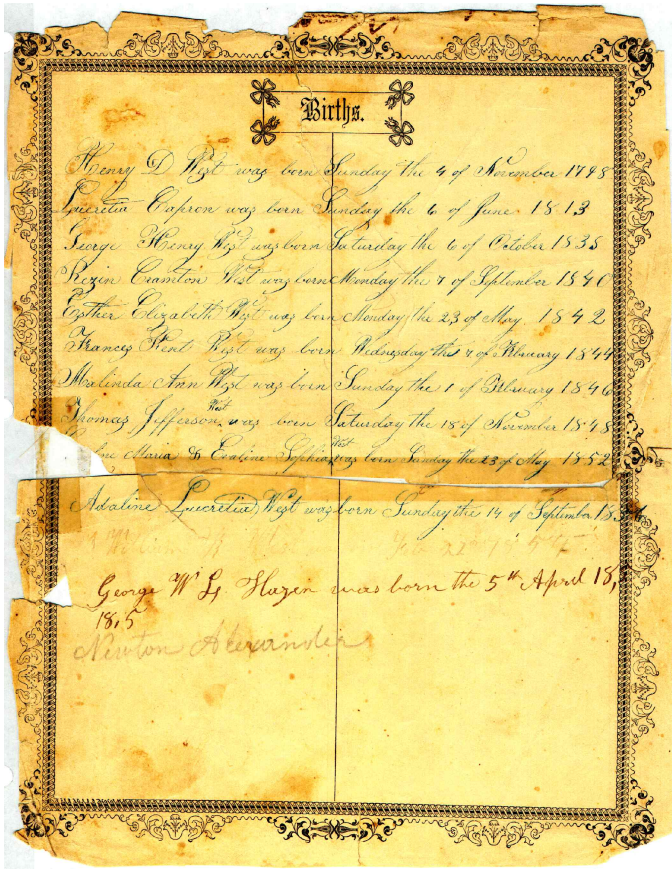 Births.
Henry D West was born Sunday the 4 of November 1798
Lucretia Capron was born Sunday the 6 of June 1813
George Henry West was born Saturday the 6 of October 1835
Rezin Cramton West was born Monday the 7 of September 1840
Esther Elizabeth West was born Monday the 23 of May 1842
Frances Kent West was born Wednesday the 7 of February 1844
Malinda Ann West was born Sunday the 1 of February 1846
Thomas Jefferson West was born Saturday the 18 of November 1848
Maria & Evaline Sophia West was born Sunday the 23 of May 1852
Adaline Lucretia West was born Sunday the 14 of September
George W L Hazen was born the 5th April 18,
18,5
Newton Alexander